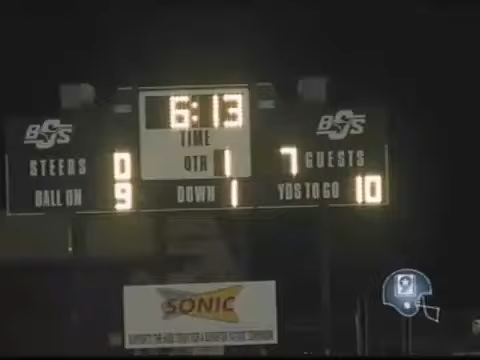 6:13
BSS BSS
TIME
STEERS 0 QTR 1 7 GUESTS
BALL ON 9 DOWN 1 YDS TO GO 10
SONIC